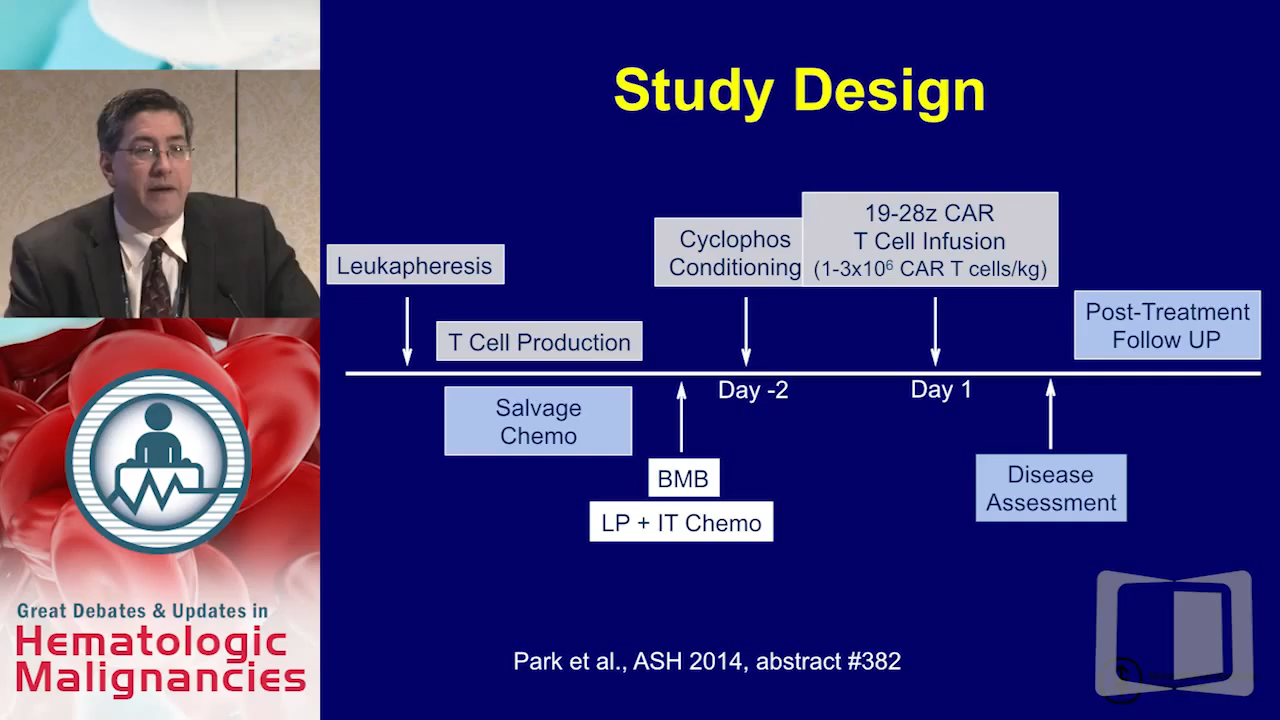 Study Design
Leukapheresis
T Cell Production
Cyclophos
Conditioning
19-28z CAR
T Cell Infusion
(1-3x10⁶ CAR T cells/kg)
Post-Treatment
Follow UP
Day -2
Day 1
Salvage
Chemo
BMB
LP + IT Chemo
Disease
Assessment
Park et al., ASH 2014, abstract #382
Great Debates & Updates in
Hematologic
Malignancies